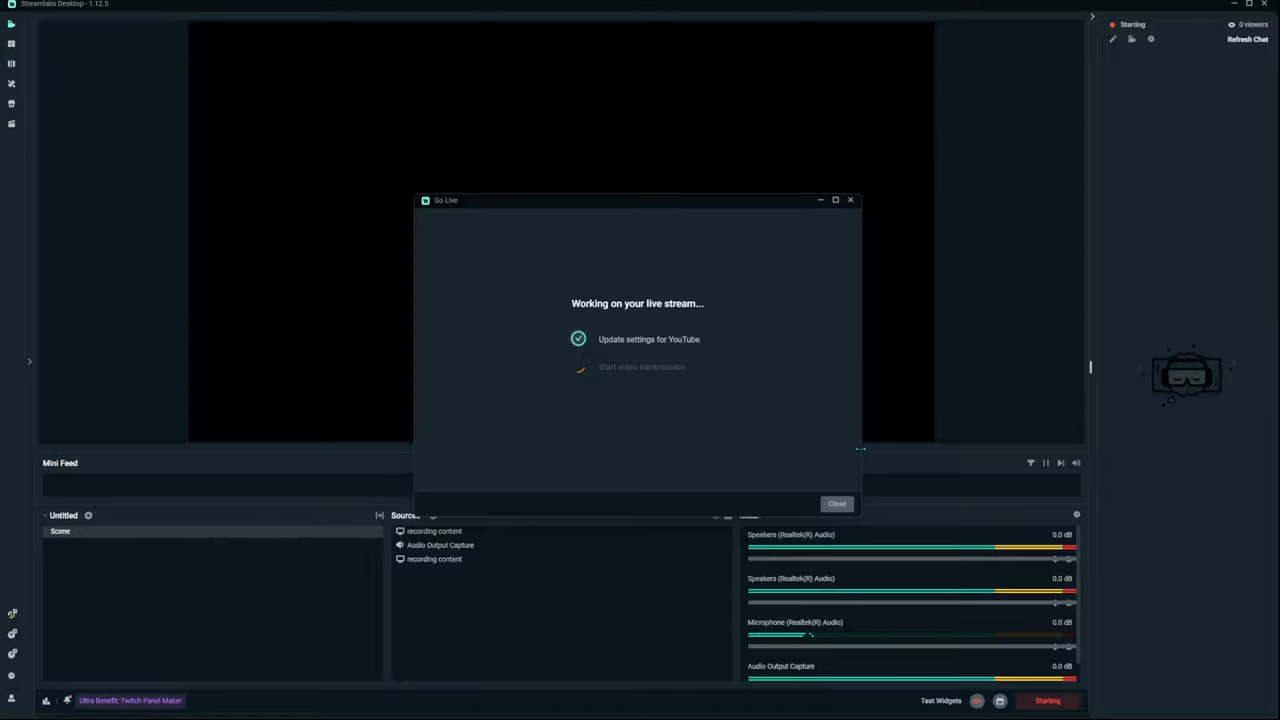 Streamlabs Desktop - 1.12.5
Starting
0 viewers
Refresh Chat
Go Live
Working on your live stream...
Update settings for YouTube
Start video transmission
Close
Mini Feed
Untitled
Scene
Sources
recording content
Audio Output Capture
recording content
Speakers (Realtek(R) Audio)
0.0 dB
Speakers (Realtek(R) Audio)
0.0 dB
Microphone (Realtek(R) Audio)
0.0 dB
Audio Output Capture
0.0 dB
Ultra Benefit: Twitch Panel Maker
Test Widgets
Starting